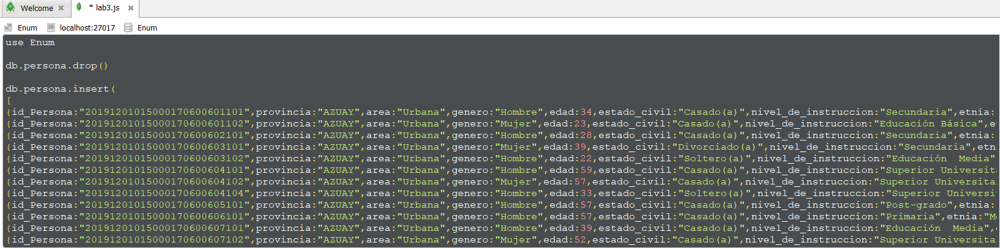 Welcome
* lab3.js
Enum localhost:27017 Enum
use Enum
db.persona.drop()
db.persona.insert(
[
{id_Persona:"201912010150001706006​01101",provincia:"AZUAY",area:"Urbana",genero:"Hombre",edad:34,estado_civil:"Casado(a)",nivel_de_instruccion:"Secundaria",etnia:
{id_Persona:"20191201015000170600601102",provincia:"AZUAY",area:"Urbana",genero:"Mujer",edad:23,estado_civil:"Casado(a)",nivel_de_instruccion:"Educación Básica",et
{id_Persona:"20191201015000170600602101",provincia:"AZUAY",area:"Urbana",genero:"Hombre",edad:28,estado_civil:"Casado(a)",nivel_de_instruccion:"Secundaria",etnia:
{id_Persona:"20191201015000170600603101",provincia:"AZUAY",area:"Urbana",genero:"Mujer",edad:39,estado_civil:"Divorciado(a)",nivel_de_instruccion:"Secundaria",etni
{id_Persona:"20191201015000170600603102",provincia:"AZUAY",area:"Urbana",genero:"Hombre",edad:22,estado_civil:"Soltero(a)",nivel_de_instruccion:"Educación  Media"
{id_Persona:"20191201015000170600604101",provincia:"AZUAY",area:"Urbana",genero:"Hombre",edad:59,estado_civil:"Casado(a)",nivel_de_instruccion:"Superior Universita
{id_Persona:"20191201015000170600604102",provincia:"AZUAY",area:"Urbana",genero:"Mujer",edad:57,estado_civil:"Casado(a)",nivel_de_instruccion:"Superior Universita
{id_Persona:"20191201015000170600604104",provincia:"AZUAY",area:"Urbana",genero:"Hombre",edad:33,estado_civil:"Soltero(a)",nivel_de_instruccion:"Superior Universi
{id_Persona:"20191201015000170600605101",provincia:"AZUAY",area:"Urbana",genero:"Hombre",edad:57,estado_civil:"Casado(a)",nivel_de_instruccion:"Post-grado",etnia:
{id_Persona:"20191201015000170600606101",provincia:"AZUAY",area:"Urbana",genero:"Hombre",edad:57,estado_civil:"Casado(a)",nivel_de_instruccion:"Primaria",etnia:"Me
{id_Persona:"20191201015000170600607101",provincia:"AZUAY",area:"Urbana",genero:"Hombre",edad:39,estado_civil:"Casado(a)",nivel_de_instruccion:"Educación  Media",
{id_Persona:"20191201015000170600607102",provincia:"AZUAY",area:"Urbana",genero:"Mujer",edad:52,estado_civil:"Casado(a)",nivel_de_instruccion:"Superior Universita